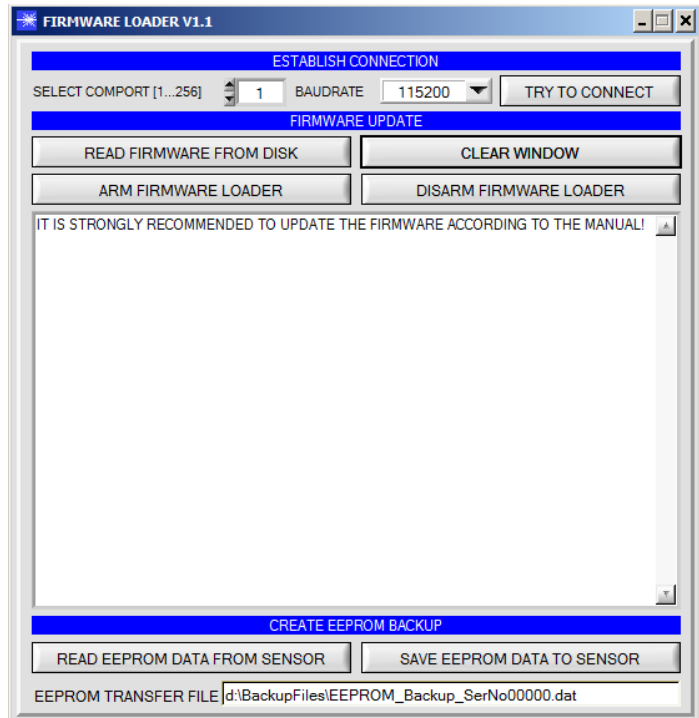 FIRMWARE LOADER V1.1
ESTABLISH CONNECTION
SELECT COMPORT [1...256] 1 BAUDRATE 115200 TRY TO CONNECT
FIRMWARE UPDATE
READ FIRMWARE FROM DISK CLEAR WINDOW
ARM FIRMWARE LOADER DISARM FIRMWARE LOADER
IT IS STRONGLY RECOMMENDED TO UPDATE THE FIRMWARE ACCORDING TO THE MANUAL!
CREATE EEPROM BACKUP
READ EEPROM DATA FROM SENSOR SAVE EEPROM DATA TO SENSOR
EEPROM TRANSFER FILE d:\BackupFiles\EEPROM_Backup_SerNo00000.dat